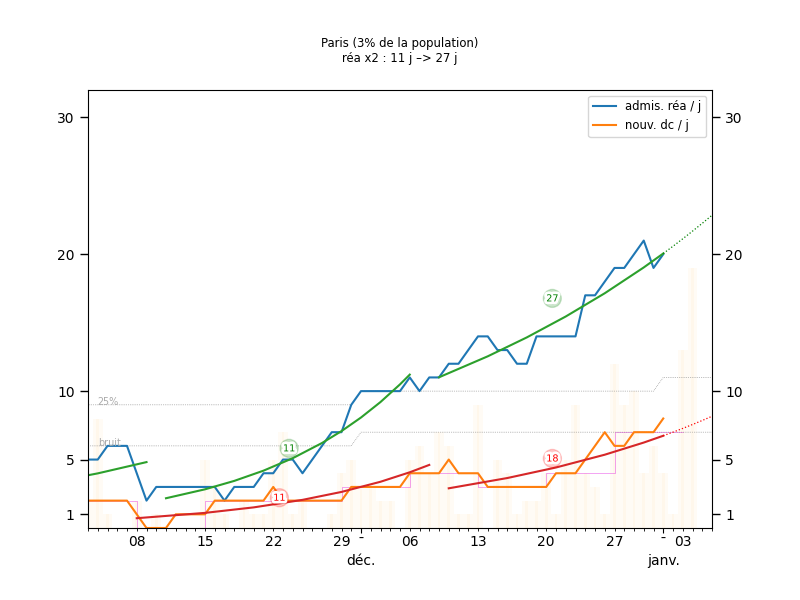 Paris (3% de la population)
réa x2 : 11 j –> 27 j
admis. réa / j
nouv. dc / j
30 30
20 20
10 10
5 5
1 1
25%
bruit
11
27
11
18
08 15 22 29 - 06 13 20 27 - 03
déc. janv.